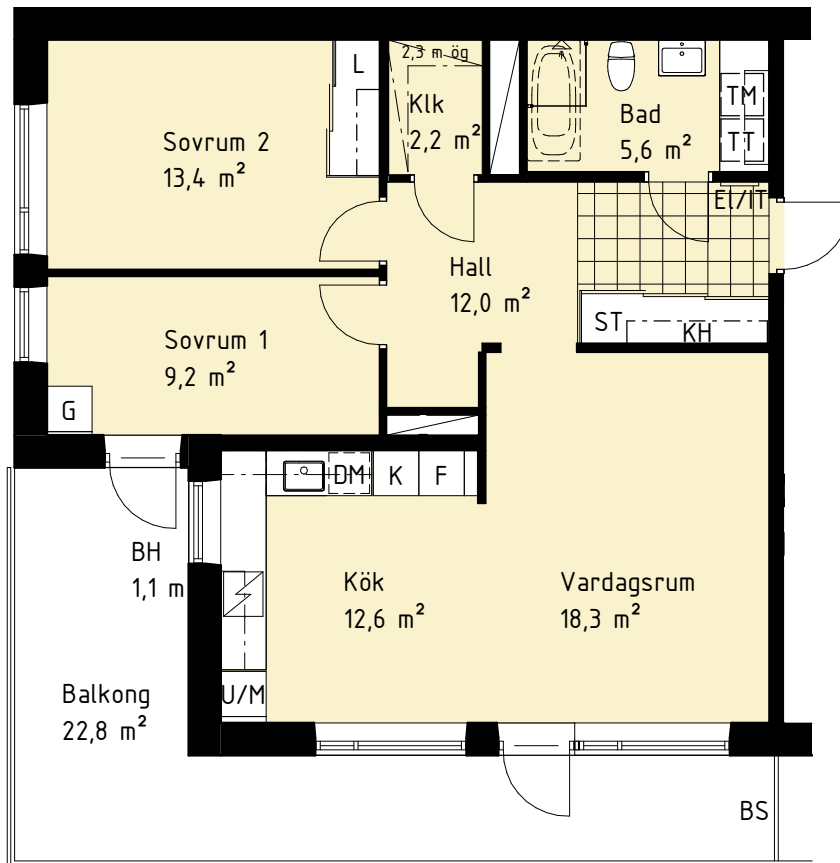 2,3 m ög
L
Klk
2,2 m²
Bad
5,6 m²
TM
TT
Sovrum 2
13,4 m²
El/IT
Hall
12,0 m²
ST
KH
Sovrum 1
9,2 m²
G
DM
K
F
BH
1,1 m
Kök
12,6 m²
Vardagsrum
18,3 m²
U/M
Balkong
22,8 m²
BS